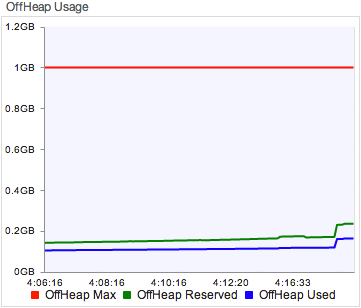 OffHeap Usage
1.2GB
1GB
0.8GB
0.6GB
0.4GB
0.2GB
0GB
4:06:16 4:08:16 4:10:16 4:12:20 4:16:33
OffHeap Max OffHeap Reserved OffHeap Used